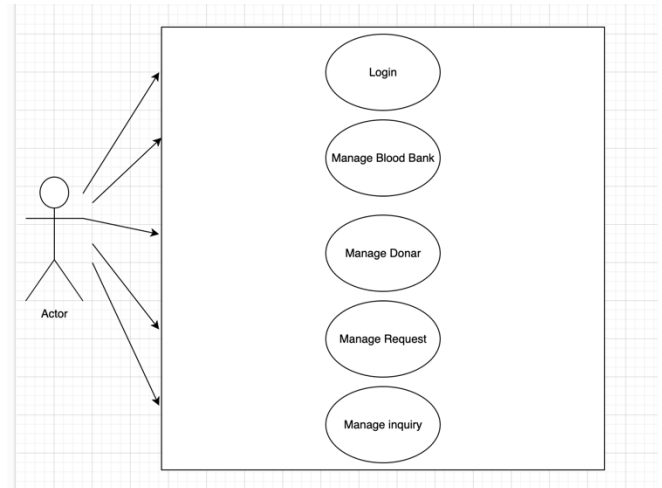 Login
Manage Blood Bank
Manage Donar
Manage Request
Manage inquiry
Actor